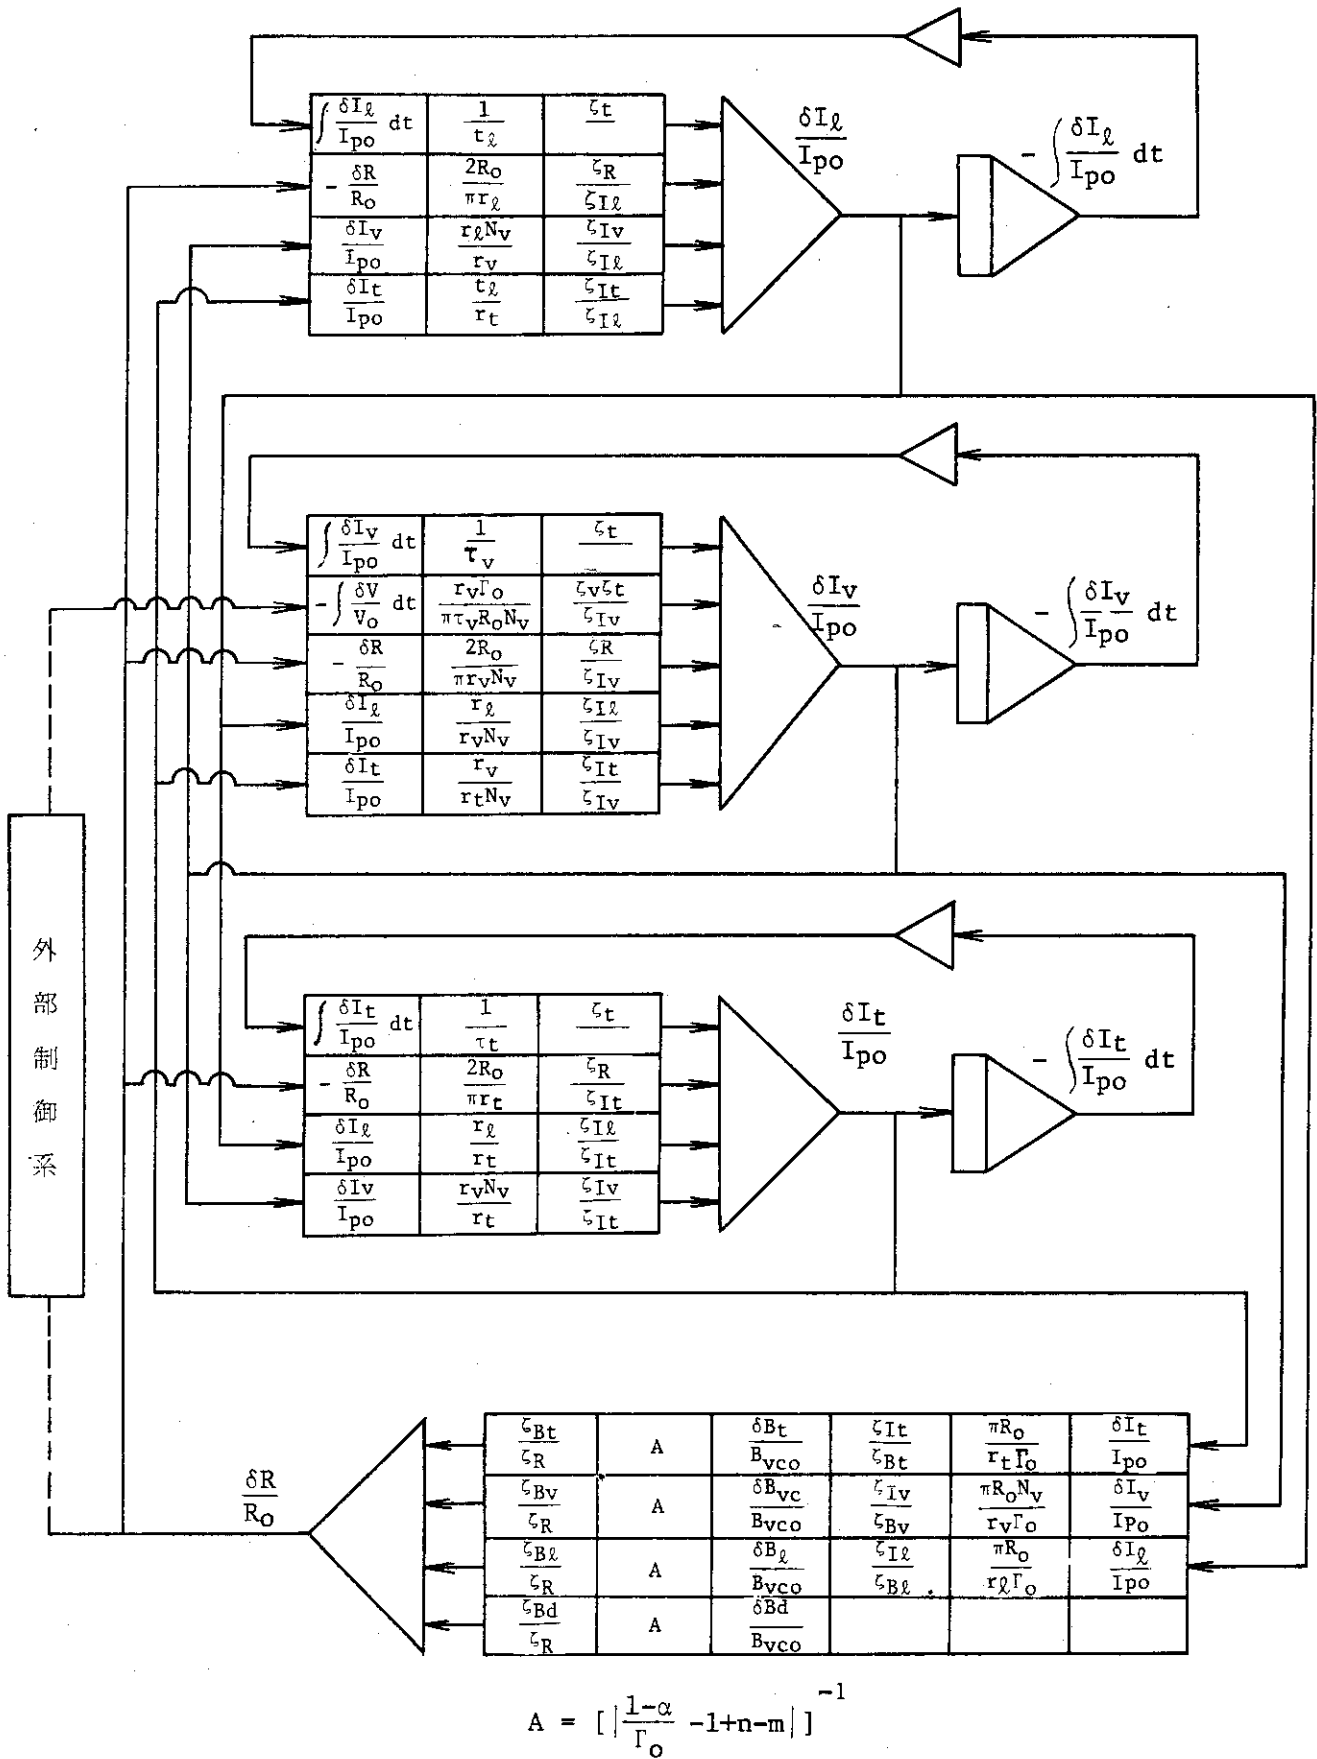 ∫ δIℓ/Ipo dt 1/tℓ ζt
- δR/Ro 2Ro/πrℓ ζR/ζIℓ
δIv/Ipo rℓNv/rv ζIv/ζIℓ
δIt/Ipo tℓ/rt ζIt/ζIℓ
δIℓ/Ipo
- ∫ δIℓ/Ipo dt
∫ δIv/Ipo dt 1/τv ζt
- ∫ δV/Vo dt rvΓo/πτvRoNv ζvζt/ζIv
- δR/Ro 2Ro/πrvNv ζR/ζIv
δIℓ/Ipo rℓ/rvNv ζIℓ/ζIv
δIt/Ipo rv/rtNv ζIt/ζIv
δIv/Ipo
- ∫ δIv/Ipo dt
外部制御系
∫ δIt/Ipo dt 1/τt ζt
- δR/Ro 2Ro/πrt ζR/ζIt
δIℓ/Ipo rℓ/rt ζIℓ/ζIt
δIv/Ipo rvNv/rt ζIv/ζIt
δIt/Ipo
- ∫ δIt/Ipo dt
δR/Ro
ζBt/ζR A δBt/Bvco ζIt/ζBt πRo/rtΓo δIt/Ipo
ζBv/ζR A δBvc/Bvco ζIv/ζBv πRoNv/rvΓo δIv/IPo
ζBℓ/ζR A δBℓ/Bvco ζIℓ/ζBℓ πRo/rℓΓo δIℓ/Ipo
ζBd/ζR A δBd/Bvco
A = [|1-α/Γo -1+n-m|]-1